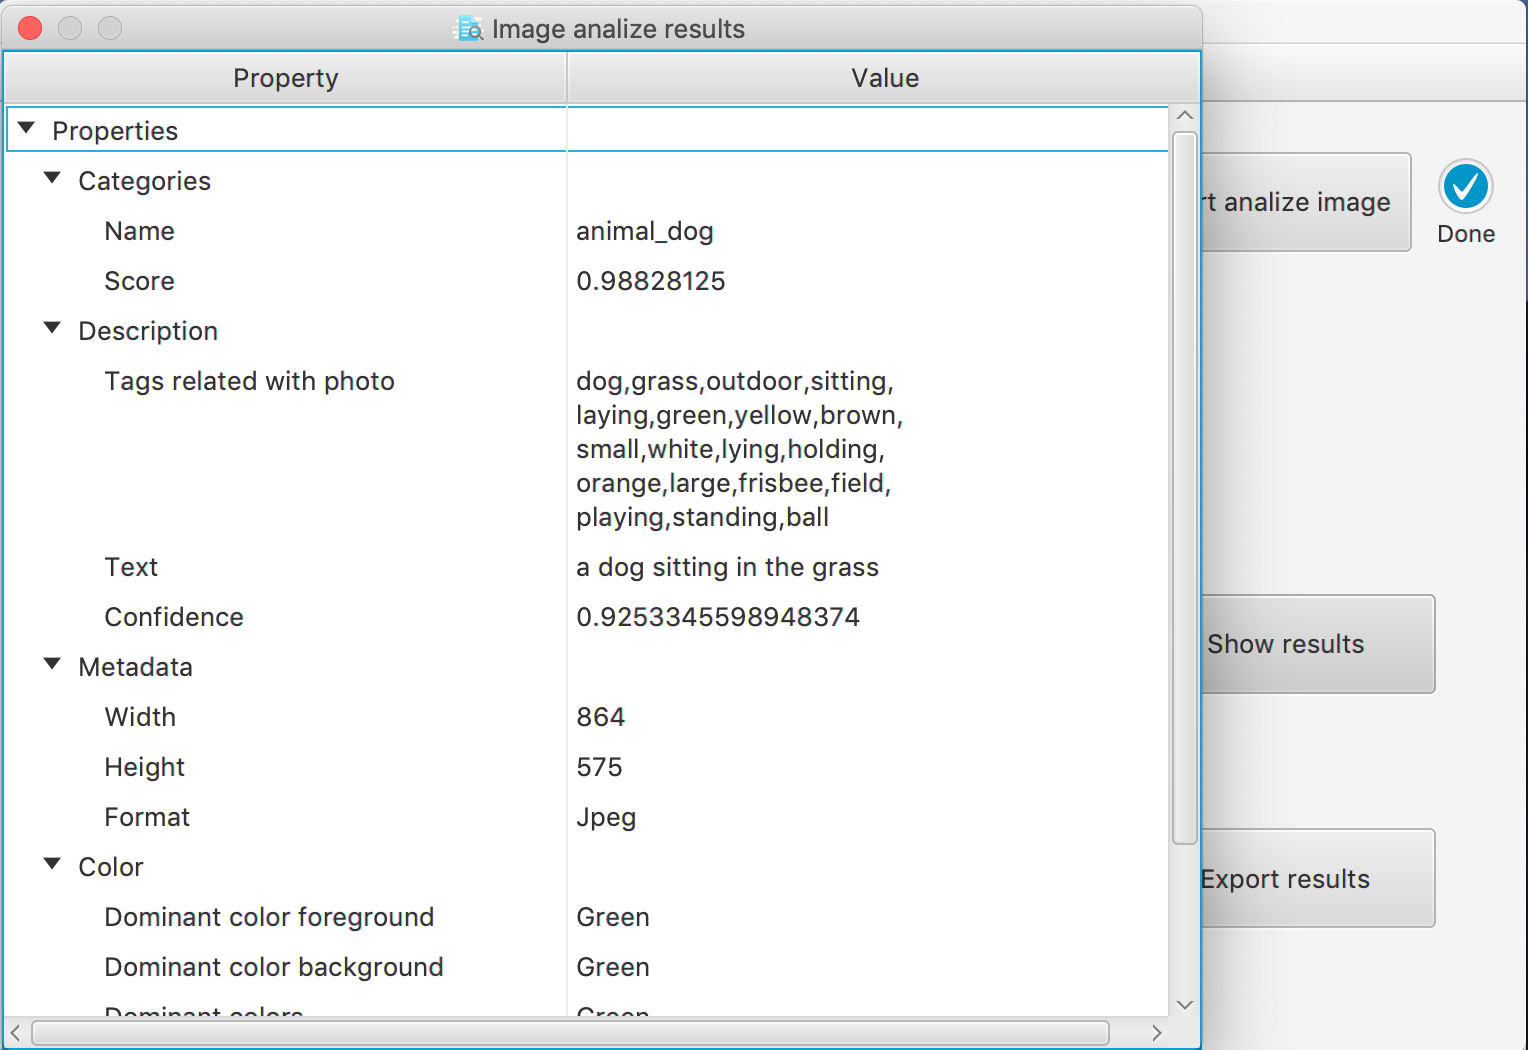 Image analize results
Property Value
Properties
Categories
Name animal_dog
Score 0.98828125
Description
Tags related with photo dog,grass,outdoor,sitting,
laying,green,yellow,brown,
small,white,lying,holding,
orange,large,frisbee,field,
playing,standing,ball
Text a dog sitting in the grass
Confidence 0.9253345598948374
Metadata
Width 864
Height 575
Format Jpeg
Color
Dominant color foreground Green
Dominant color background Green
Dominant colors Green
rt analize image
Done
Show results
Export results